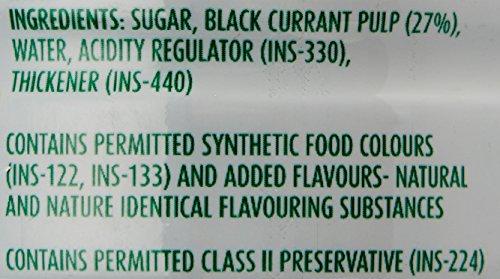 INGREDIENTS: SUGAR, BLACK CURRANT PULP (27%),
WATER, ACIDITY REGULATOR (INS-330),
THICKENER (INS-440)
CONTAINS PERMITTED SYNTHETIC FOOD COLOURS
(INS-122, INS-133) AND ADDED FLAVOURS- NATURAL
AND NATURE IDENTICAL FLAVOURING SUBSTANCES
CONTAINS PERMITTED CLASS II PRESERVATIVE (INS-224)